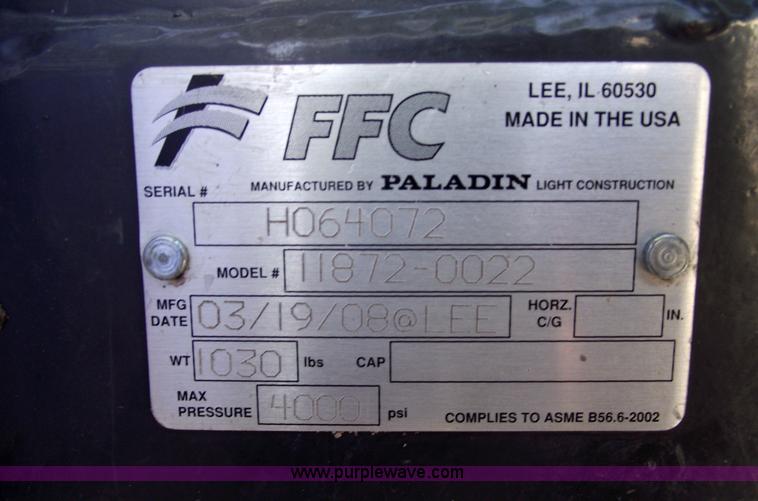 FFC
LEE, IL 60530
MADE IN THE USA
SERIAL #
MANUFACTURED BY PALADIN LIGHT CONSTRUCTION
H064072
MODEL # 11872-0022
MFG DATE 03/19/08@LEE HORZ. C/G IN.
WT 1030 lbs CAP
MAX PRESSURE 4000 psi
COMPLIES TO ASME B56.6-2002
www.purplewave.com